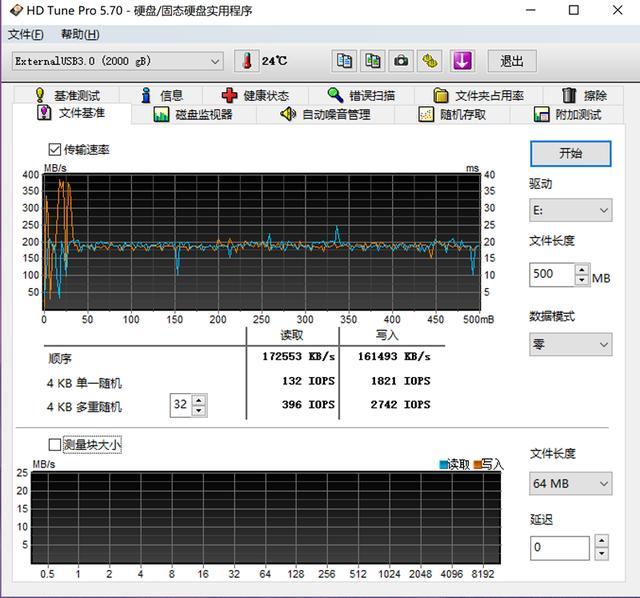 HD Tune Pro 5.70 - 硬盘/固态硬盘实用程序
文件(F) 帮助(H)
ExternalUSB3.0 (2000 gB) 24℃ 退出
基准测试 信息 健康状态 错误扫描 文件夹占用率 擦除
文件基准 磁盘监视器 自动噪音管理 随机存取 附加测试
传输速率 开始
MB/s ms
400 40
350 35
300 30
250 25
200 20
150 15
100 10
50 5
0 50 100 150 200 250 300 350 400 450 500mB
驱动
E:
文件长度
500 MB
数据模式
零
读取 写入
顺序 172553 KB/s 161493 KB/s
4 KB 单一随机 132 IOPS 1821 IOPS
4 KB 多重随机 32 396 IOPS 2742 IOPS
测量块大小
MB/s 读取 写入
25
20
15
10
5
0.5 1 2 4 8 16 32 64 128 256 512 1024 2048 4096 8192
文件长度
64 MB
延迟
0